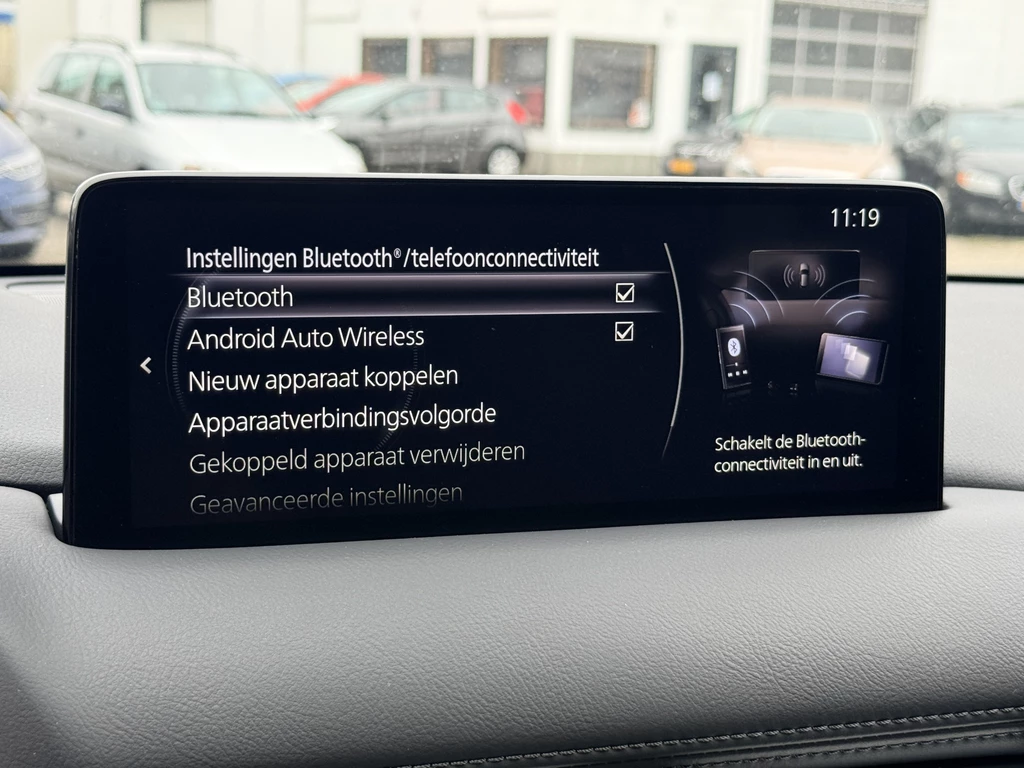 11:19
Instellingen Bluetooth®/telefoonconnectiviteit
Bluetooth
Android Auto Wireless
Nieuw apparaat koppelen
Apparaatverbindingsvolgorde
Gekoppeld apparaat verwijderen
Geavanceerde instellingen
Schakelt de Bluetooth-
connectiviteit in en uit.